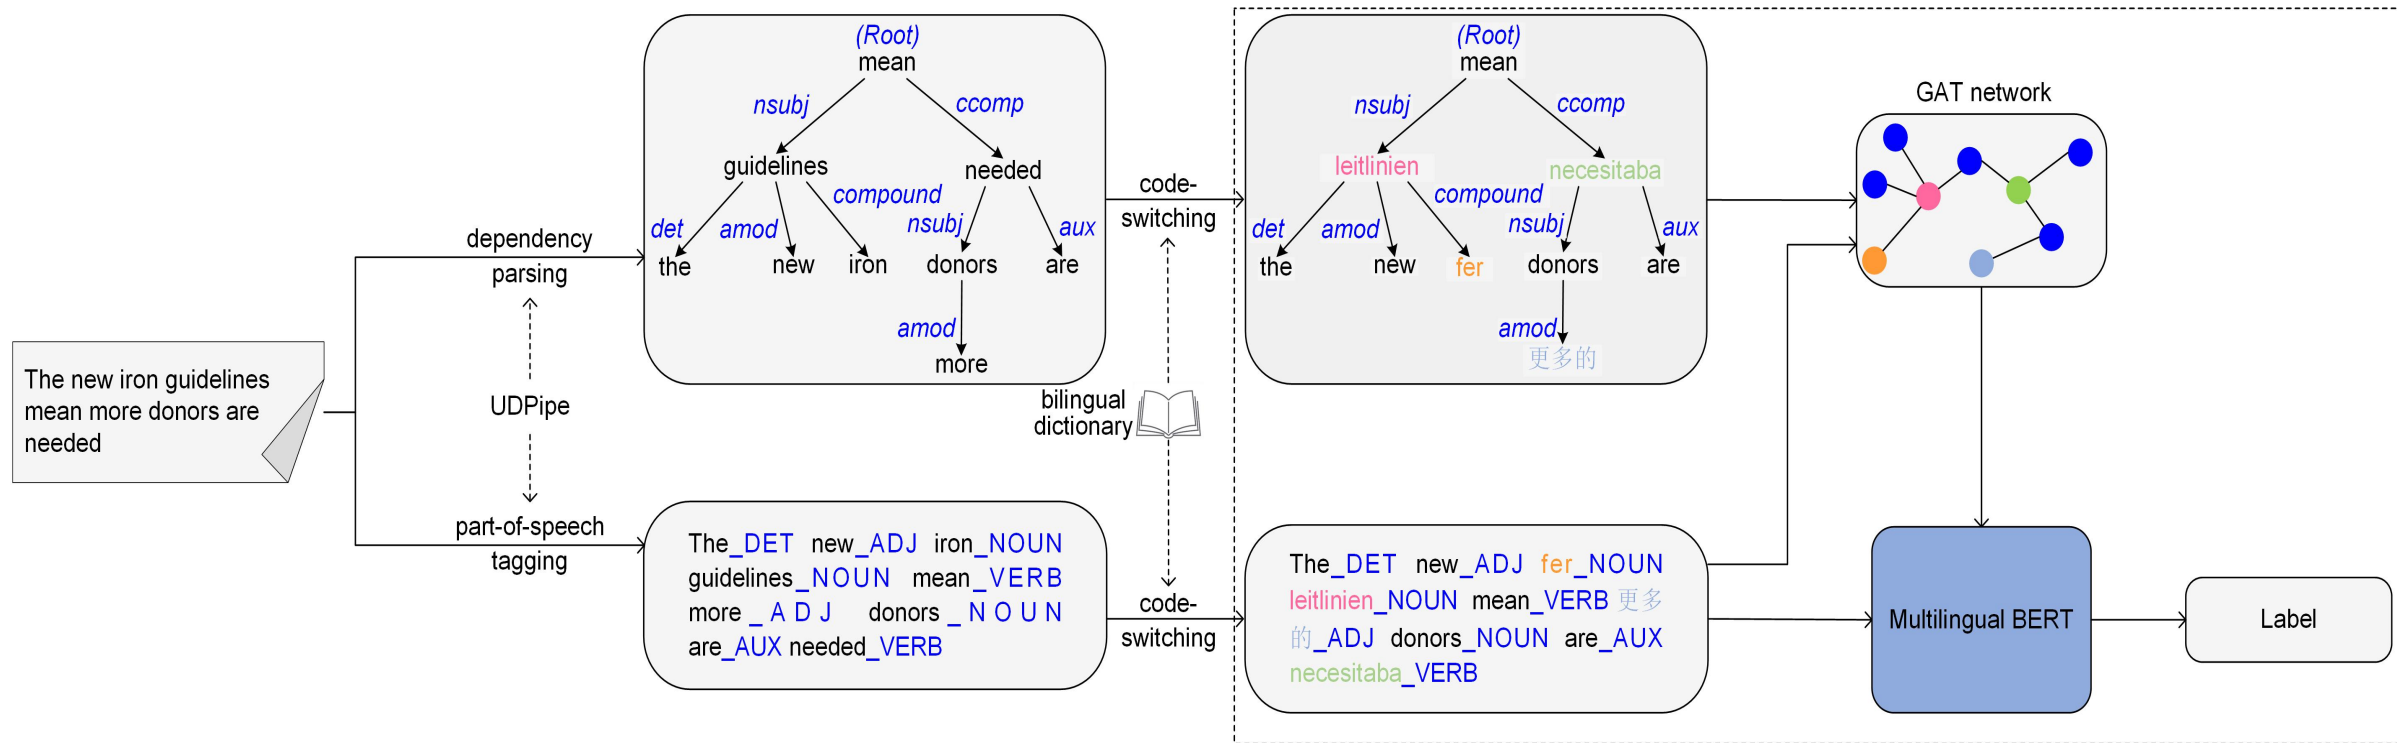 The new iron guidelines
mean more donors are
needed
dependency
parsing
UDPipe
part-of-speech
tagging
(Root)
mean
nsubj
ccomp
guidelines
needed
compound
det
amod
nsubj
aux
the
new
iron
donors
are
amod
more
The_DET new_ADJ iron_NOUN
guidelines_NOUN mean_VERB
more _ADJ donors _NOUN
are_AUX needed_VERB
code-
switching
bilingual
dictionary
code-
switching
(Root)
mean
nsubj
ccomp
leitlinien
necesitaba
compound
det
amod
nsubj
aux
the
new
fer
donors
are
amod
更多的
The_DET new_ADJ fer_NOUN
leitlinien_NOUN mean_VERB 更多
的_ADJ donors_NOUN are_AUX
necesitaba_VERB
GAT network
Multilingual BERT
Label